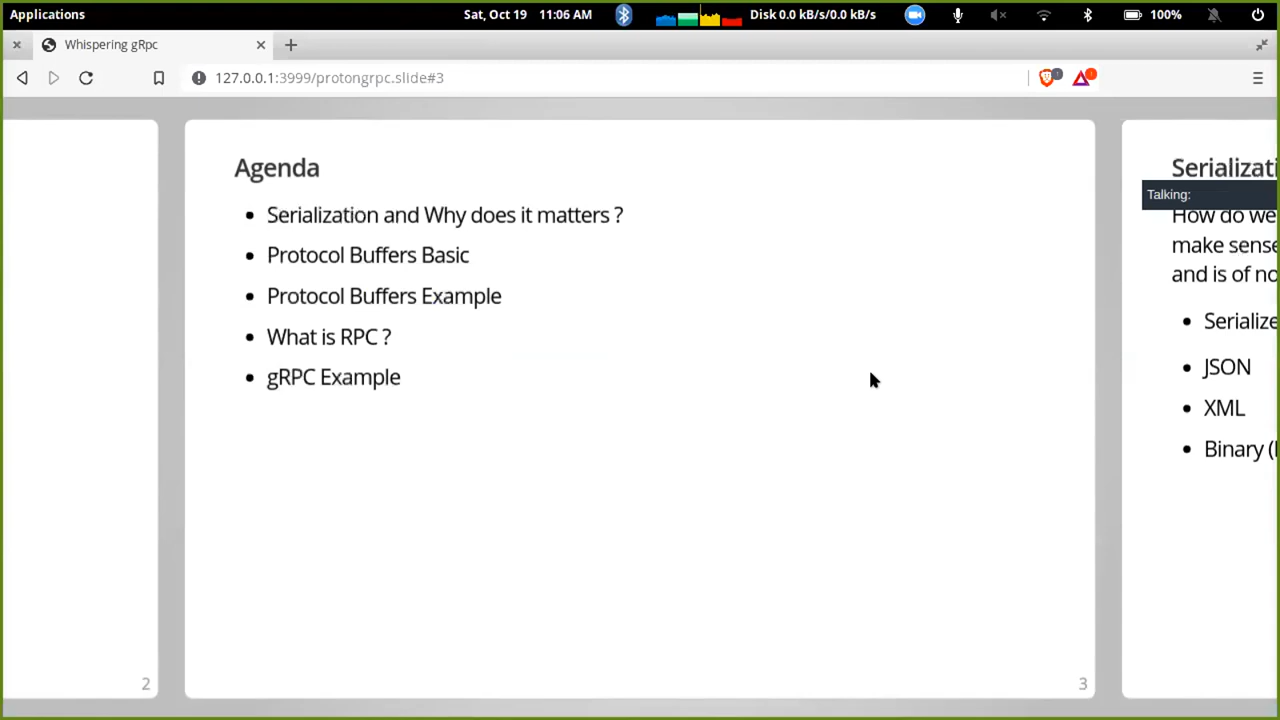 Applications
Sat, Oct 19 11:06 AM
Disk 0.0 kB/s/0.0 kB/s
100%
Whispering gRpc
127.0.0.1:3999/protongrpc.slide#3
Agenda
Serialization and Why does it matters ?
Protocol Buffers Basic
Protocol Buffers Example
What is RPC ?
gRPC Example
2
3
Talking:
How do we
make sense
and is of
JSON
XML
Binary